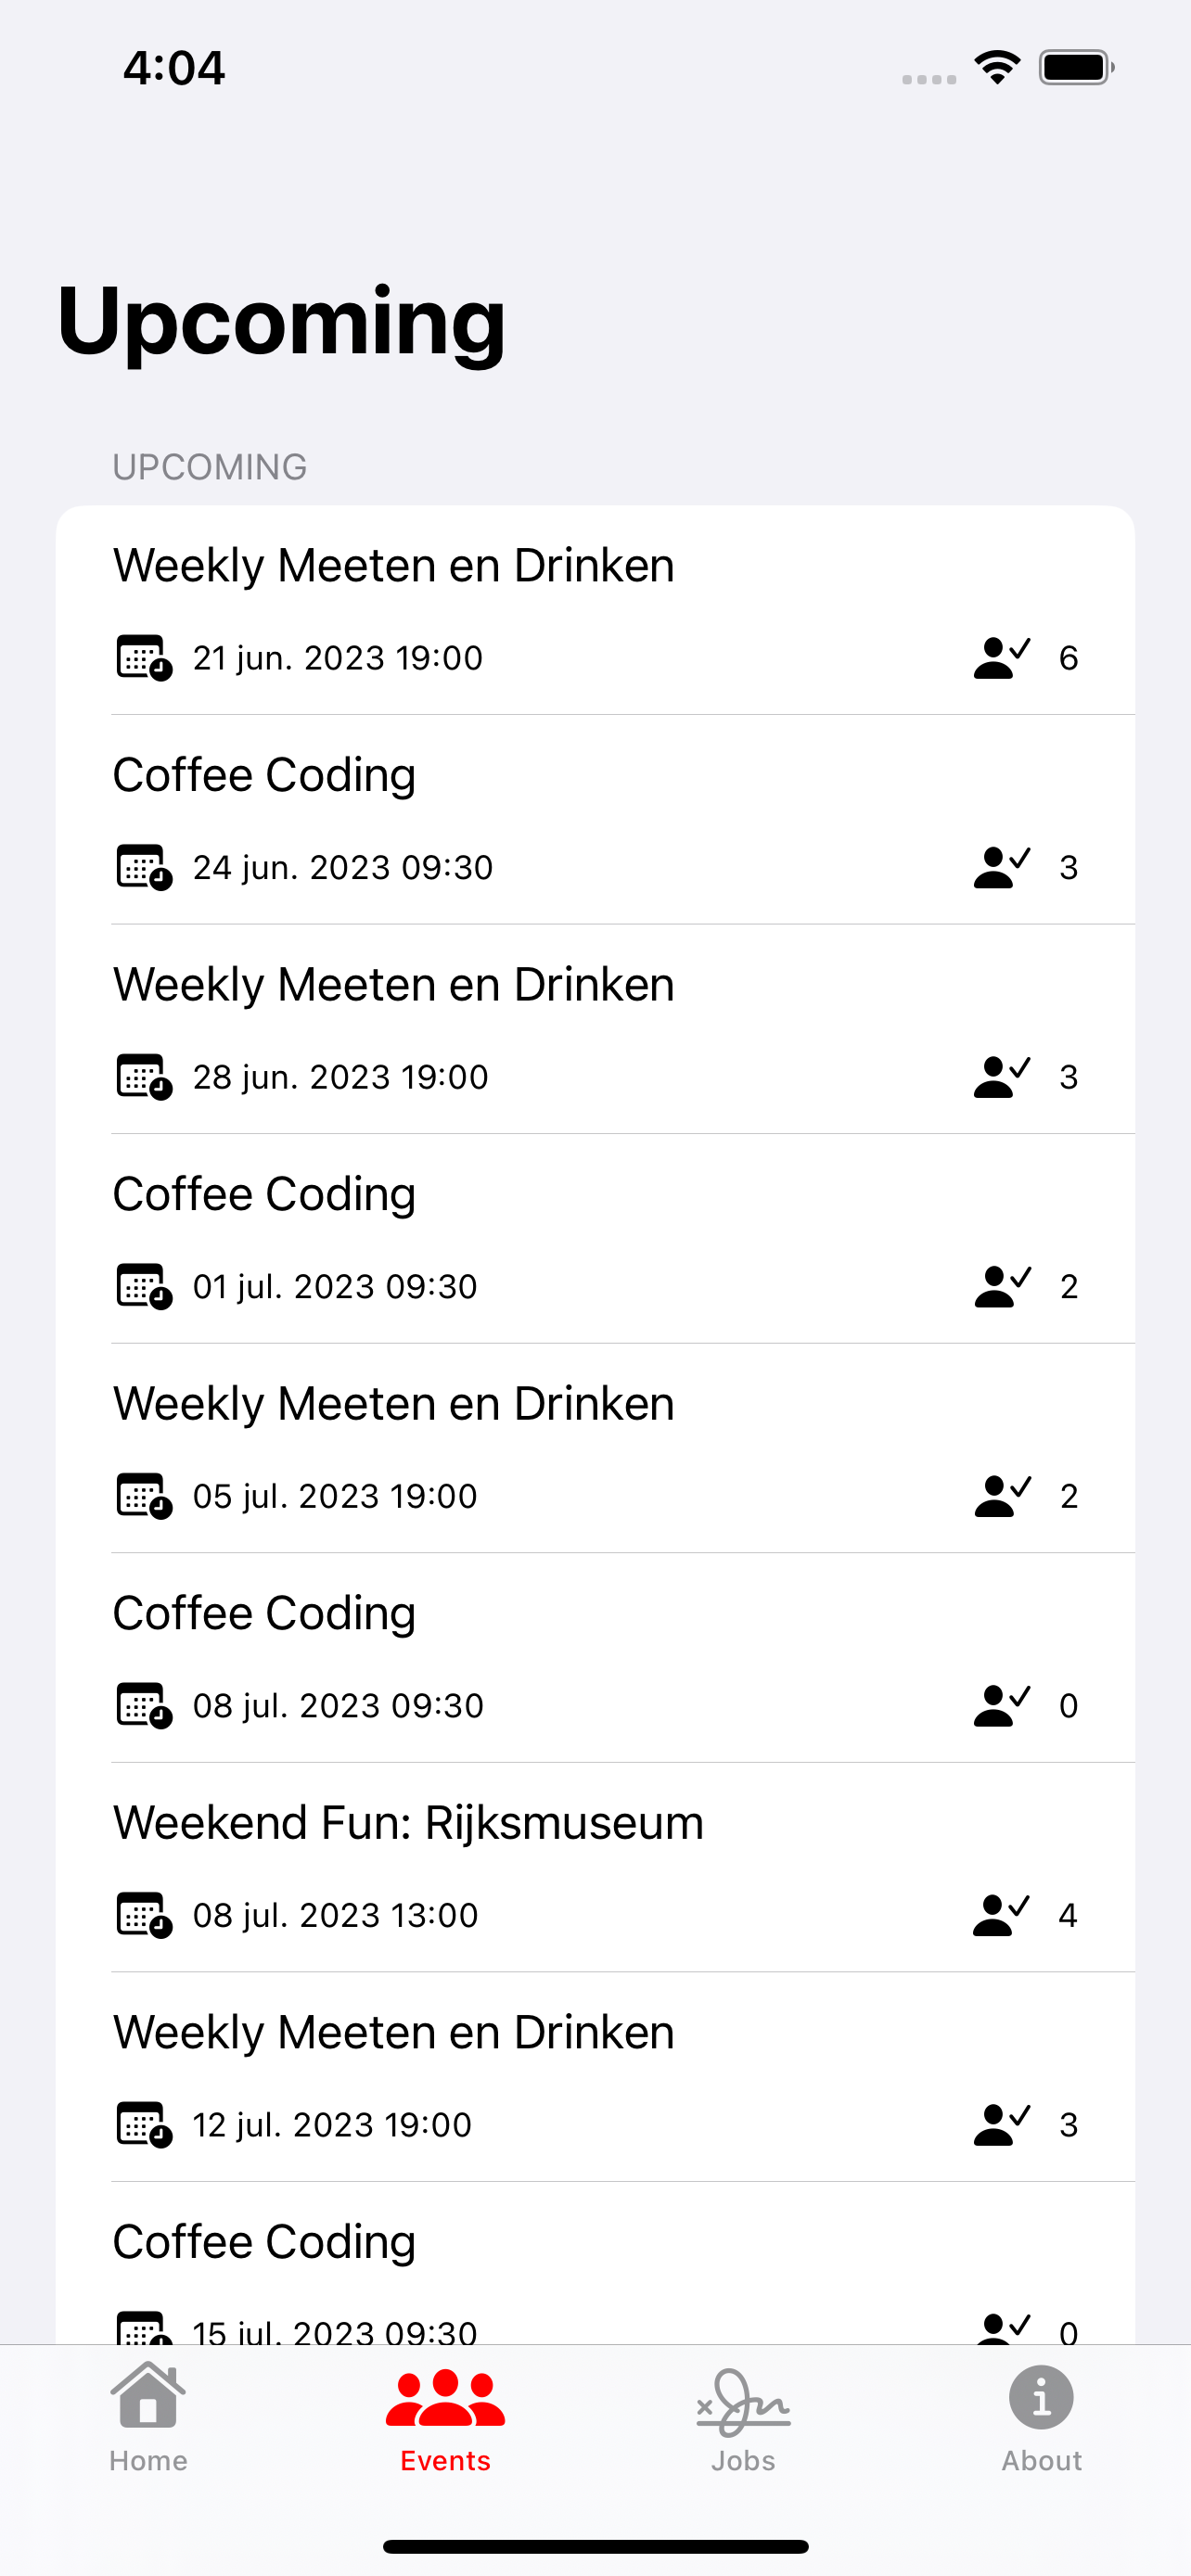 4:04
Upcoming
UPCOMING
Weekly Meeten en Drinken
21 jun. 2023 19:00 6
Coffee Coding
24 jun. 2023 09:30 3
Weekly Meeten en Drinken
28 jun. 2023 19:00 3
Coffee Coding
01 jul. 2023 09:30 2
Weekly Meeten en Drinken
05 jul. 2023 19:00 2
Coffee Coding
08 jul. 2023 09:30 0
Weekend Fun: Rijksmuseum
08 jul. 2023 13:00 4
Weekly Meeten en Drinken
12 jul. 2023 19:00 3
Coffee Coding
15 jul. 2023 09:30 0
Home Events Jobs About